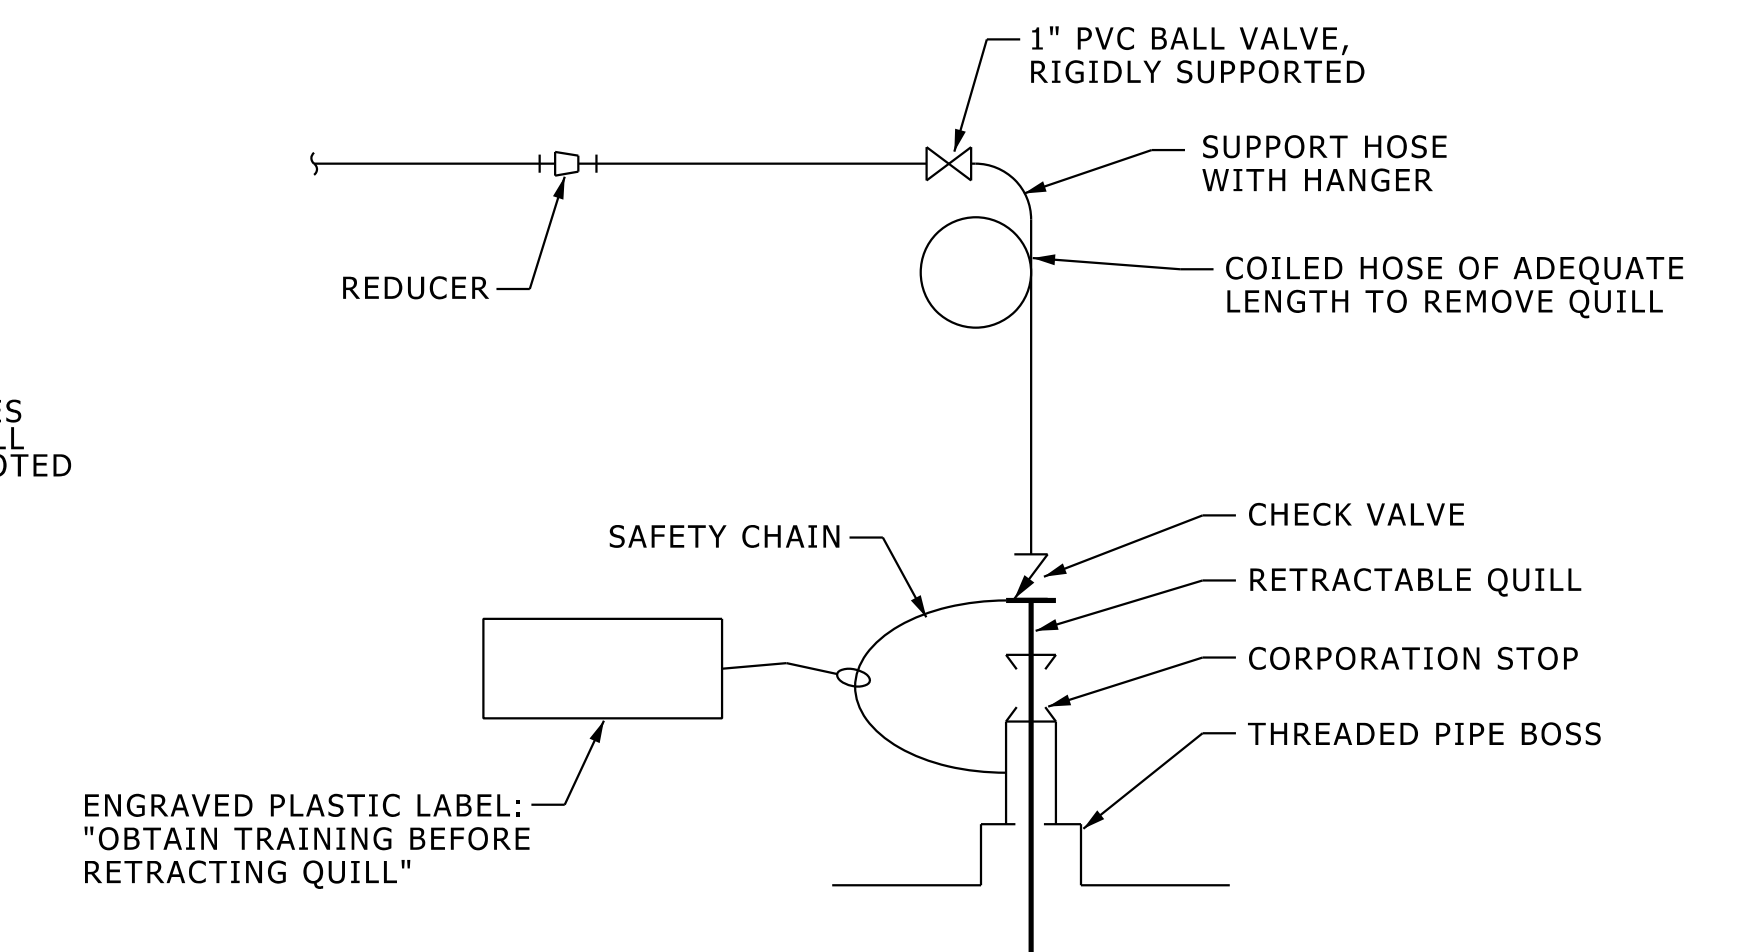 1" PVC BALL VALVE,
RIGIDLY SUPPORTED
SUPPORT HOSE
WITH HANGER
REDUCER
COILED HOSE OF ADEQUATE
LENGTH TO REMOVE QUILL
CHECK VALVE
SAFETY CHAIN
RETRACTABLE QUILL
CORPORATION STOP
THREADED PIPE BOSS
ENGRAVED PLASTIC LABEL:
"OBTAIN TRAINING BEFORE
RETRACTING QUILL"